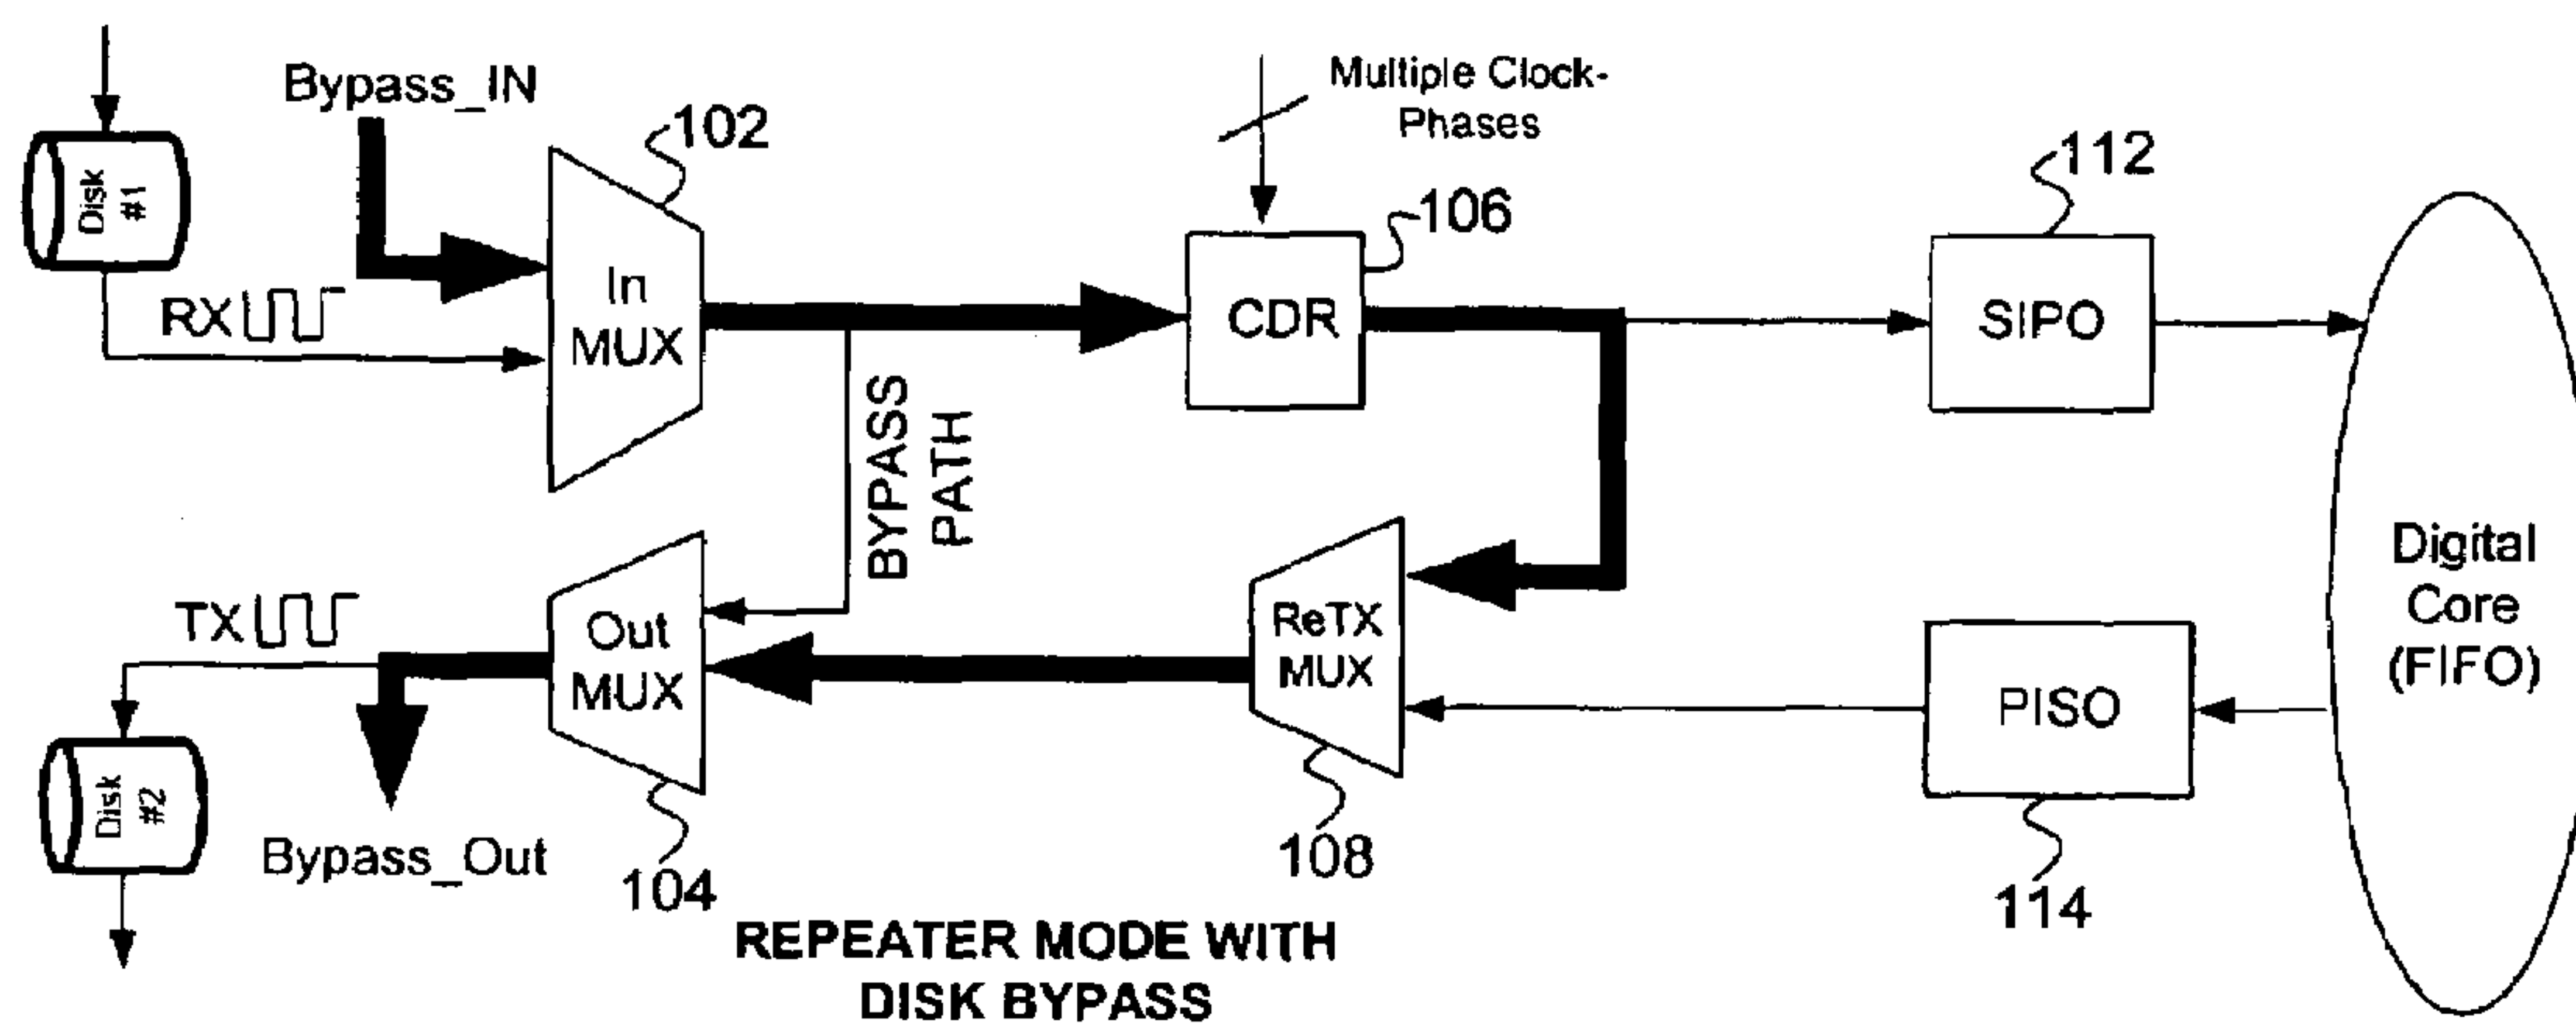 Bypass_IN
Multiple Clock-
Phases
102
112
Disk
#1
106
RX
In
MUX
CDR
SIPO
BYPASS
PATH
Digital
Core
(FIFO)
TX
Out
MUX
ReTX
MUX
PISO
Disk
#2
Bypass_Out
104
108
114
REPEATER MODE WITH
DISK BYPASS